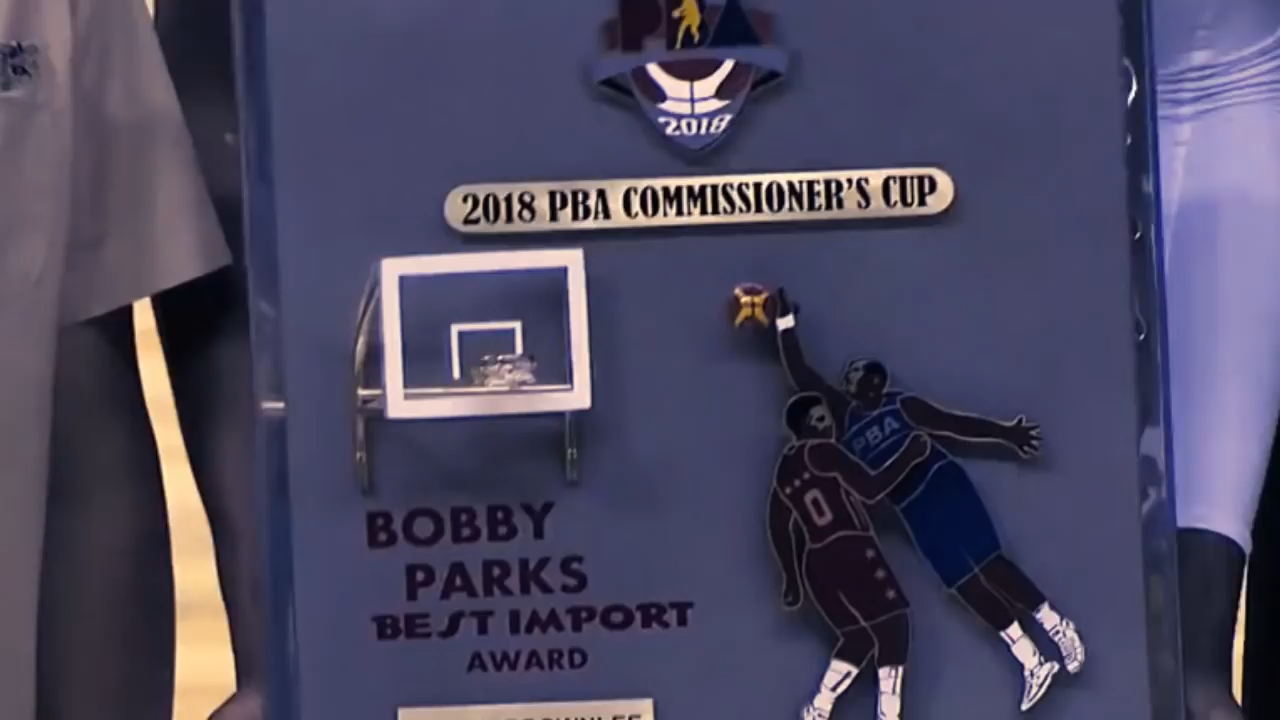 PBA
2018
2018 PBA COMMISSIONER'S CUP
PBA
0
BOBBY
PARKS
BEST IMPORT
AWARD